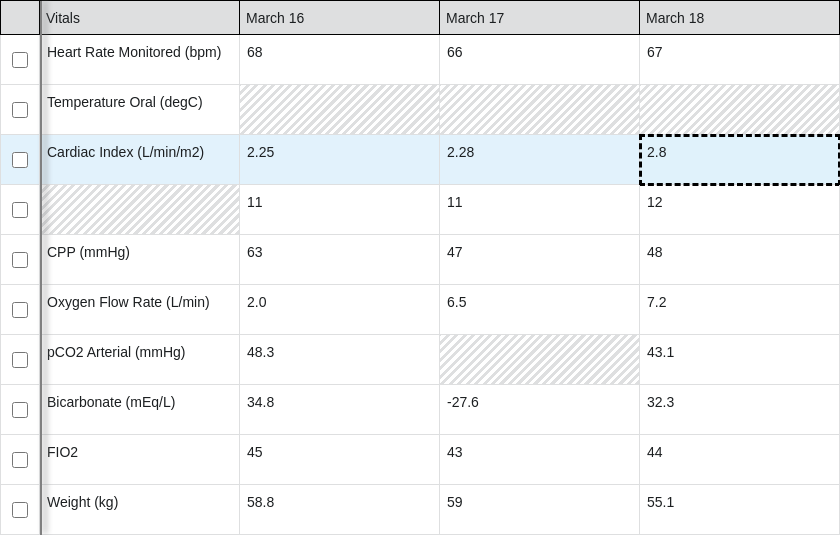 Vitals March 16 March 17 March 18
Heart Rate Monitored (bpm) 68 66 67
Temperature Oral (degC)
Cardiac Index (L/min/m2) 2.25 2.28 2.8
11 11 12
CPP (mmHg) 63 47 48
Oxygen Flow Rate (L/min) 2.0 6.5 7.2
pCO2 Arterial (mmHg) 48.3 43.1
Bicarbonate (mEq/L) 34.8 -27.6 32.3
FIO2 45 43 44
Weight (kg) 58.8 59 55.1